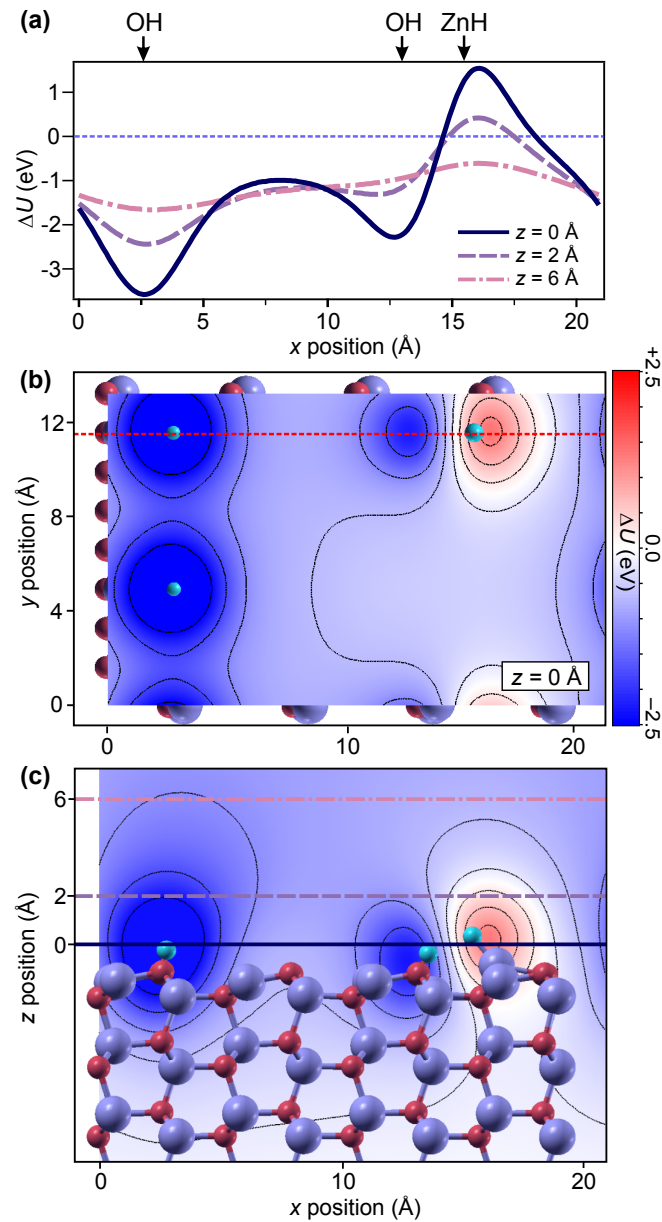 (a) OH OH ZnH
1
0
-1
-2
-3
ΔU (eV)
z = 0 Å
z = 2 Å
z = 6 Å
0 5 10 15 20
x position (Å)
(b)
12
8
4
0
y position (Å)
z = 0 Å
0 10 20
+2.5
0.0
−2.5
ΔU (eV)
(c)
6
2
0
z position (Å)
0 10 20
x position (Å)